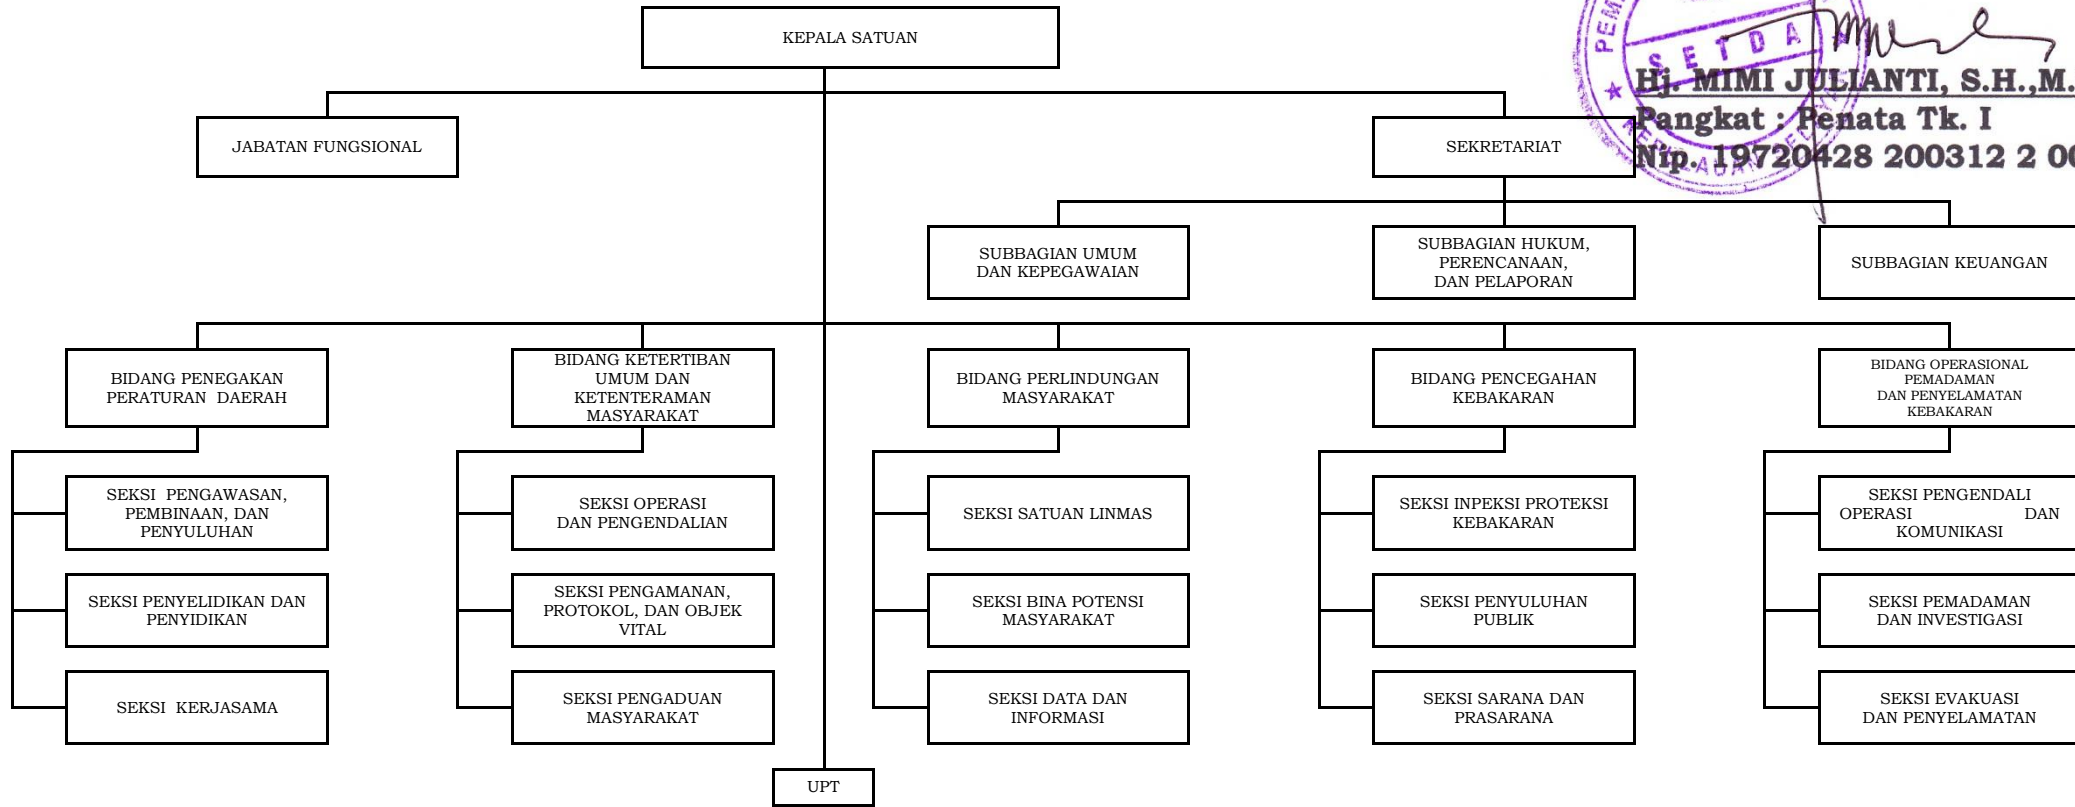 KEPALA SATUAN
SETDA
Hj. MIMI JULIANTI, S.H.,M.
Pangkat : Penata Tk. I
Nip. 19720428 200312 2 00
JABATAN FUNGSIONAL
SEKRETARIAT
SUBBAGIAN UMUM
DAN KEPEGAWAIAN
SUBBAGIAN HUKUM,
PERENCANAAN,
DAN PELAPORAN
SUBBAGIAN KEUANGAN
BIDANG PENEGAKAN
PERATURAN DAERAH
BIDANG KETERTIBAN
UMUM DAN
KETENTERAMAN
MASYARAKAT
BIDANG PERLINDUNGAN
MASYARAKAT
BIDANG PENCEGAHAN
KEBAKARAN
BIDANG OPERASIONAL
PEMADAMAN
DAN PENYELAMATAN
KEBAKARAN
SEKSI PENGAWASAN,
PEMBINAAN, DAN
PENYULUHAN
SEKSI OPERASI
DAN PENGENDALIAN
SEKSI SATUAN LINMAS
SEKSI INPEKSI PROTEKSI
KEBAKARAN
SEKSI PENGENDALI
OPERASI DAN
KOMUNIKASI
SEKSI PENYELIDIKAN DAN
PENYIDIKAN
SEKSI PENGAMANAN,
PROTOKOL, DAN OBJEK
VITAL
SEKSI BINA POTENSI
MASYARAKAT
SEKSI PENYULUHAN
PUBLIK
SEKSI PEMADAMAN
DAN INVESTIGASI
SEKSI KERJASAMA
SEKSI PENGADUAN
MASYARAKAT
SEKSI DATA DAN
INFORMASI
SEKSI SARANA DAN
PRASARANA
SEKSI EVAKUASI
DAN PENYELAMATAN
UPT